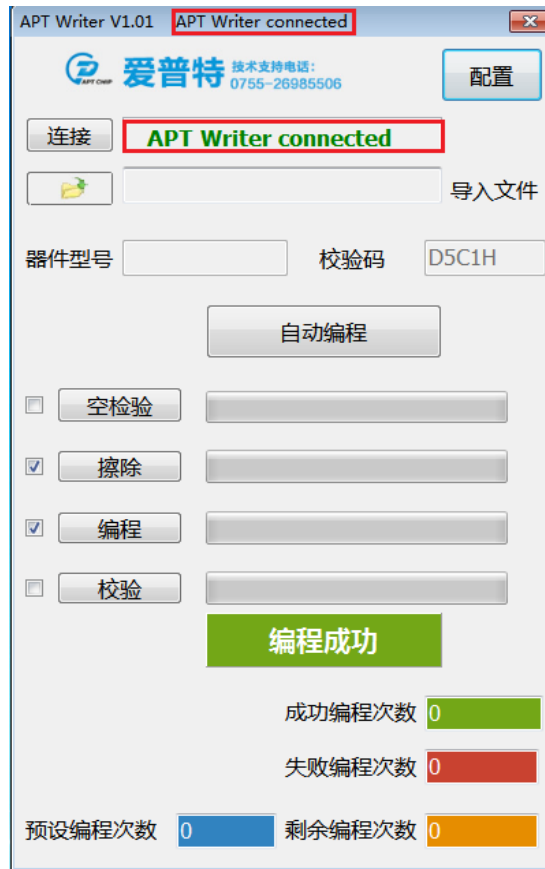 APT Writer V1.01 APT Writer connected
APT CHIP 爱普特 技术支持电话:
0755-26985506
配置
连接 APT Writer connected
导入文件
器件型号 校验码 D5C1H
自动编程
空检验
擦除
编程
校验
编程成功
成功编程次数 0
失败编程次数 0
预设编程次数 0 剩余编程次数 0